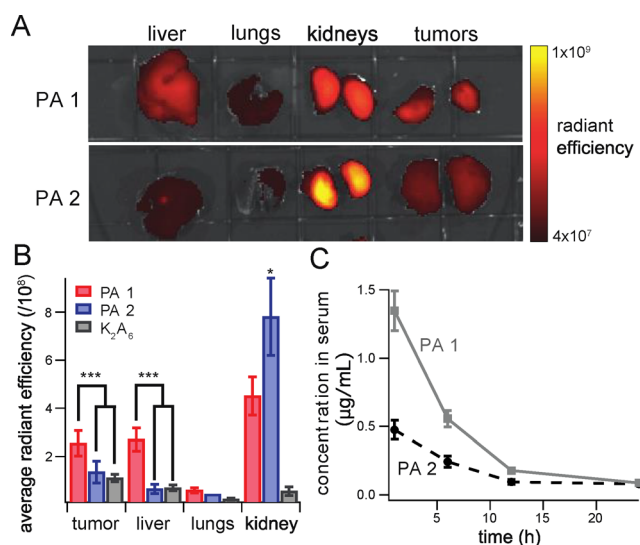 A
liver lungs kidneys tumors
PA 1
PA 2
1x10⁹
radiant
efficiency
4x10⁷
B
average radiant efficiency (/10⁸)
8
6
4
2
PA 1
PA 2
K₂A₆
***
***
*
tumor liver lungs kidney
C
concentration in serum
(µg/mL)
1.5
1.0
0.5
0.0
PA 1
PA 2
5 10 15 20
time (h)